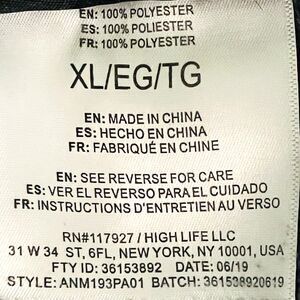 EN: 100% POLYESTER
ES: 100% POLIESTER
FR: 100% POLYESTER
XL/EG/TG
EN: MADE IN CHINA
ES: HECHO EN CHINA
FR: FABRIQUÉ EN CHINE
EN: SEE REVERSE FOR CARE
ES: VER EL REVERSO PARA EL CUIDADO
FR: INSTRUCTIONS D'ENTRETIEN AU VERSO
RN#117927 / HIGH LIFE LLC
31 W 34 ST, 6FL, NEW YORK, NY, 10001, USA
FTY ID: 36153892 DATE: 06/19
STYLE: ANM193PA01 BATCH: 361538920619